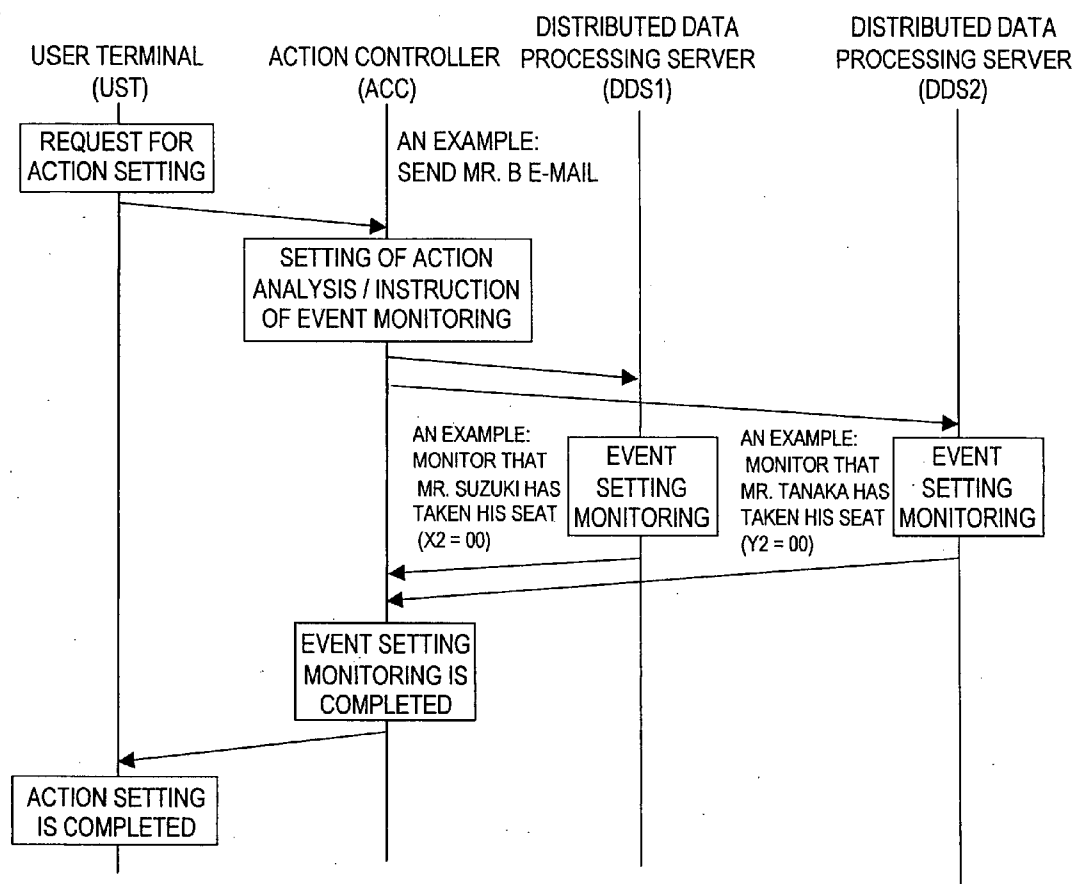 USER TERMINAL
(UST)
ACTION CONTROLLER
(ACC)
DISTRIBUTED DATA
PROCESSING SERVER
(DDS1)
DISTRIBUTED DATA
PROCESSING SERVER
(DDS2)
REQUEST FOR
ACTION SETTING
AN EXAMPLE:
SEND MR. B E-MAIL
SETTING OF ACTION
ANALYSIS / INSTRUCTION
OF EVENT MONITORING
AN EXAMPLE:
MONITOR THAT
MR. SUZUKI HAS
TAKEN HIS SEAT
(X2 = 00)
EVENT
SETTING
MONITORING
AN EXAMPLE:
MONITOR THAT
MR. TANAKA HAS
TAKEN HIS SEAT
(Y2 = 00)
EVENT
SETTING
MONITORING
EVENT SETTING
MONITORING IS
COMPLETED
ACTION SETTING
IS COMPLETED